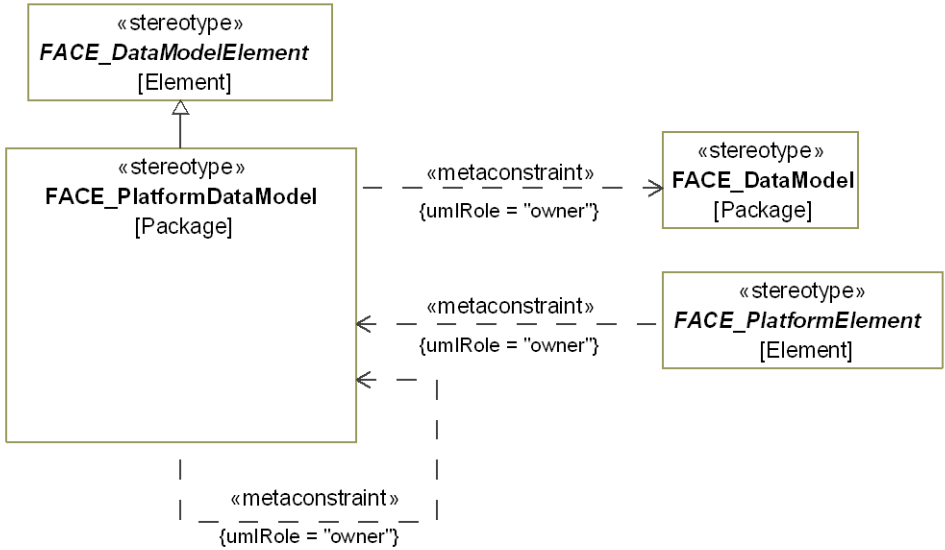 «stereotype»
FACE_DataModelElement
[Element]
«stereotype»
FACE_PlatformDataModel
[Package]
«metaconstraint»
{umlRole = "owner"}
«stereotype»
FACE_DataModel
[Package]
«metaconstraint»
{umlRole = "owner"}
«stereotype»
FACE_PlatformElement
[Element]
«metaconstraint»
{umlRole = "owner"}